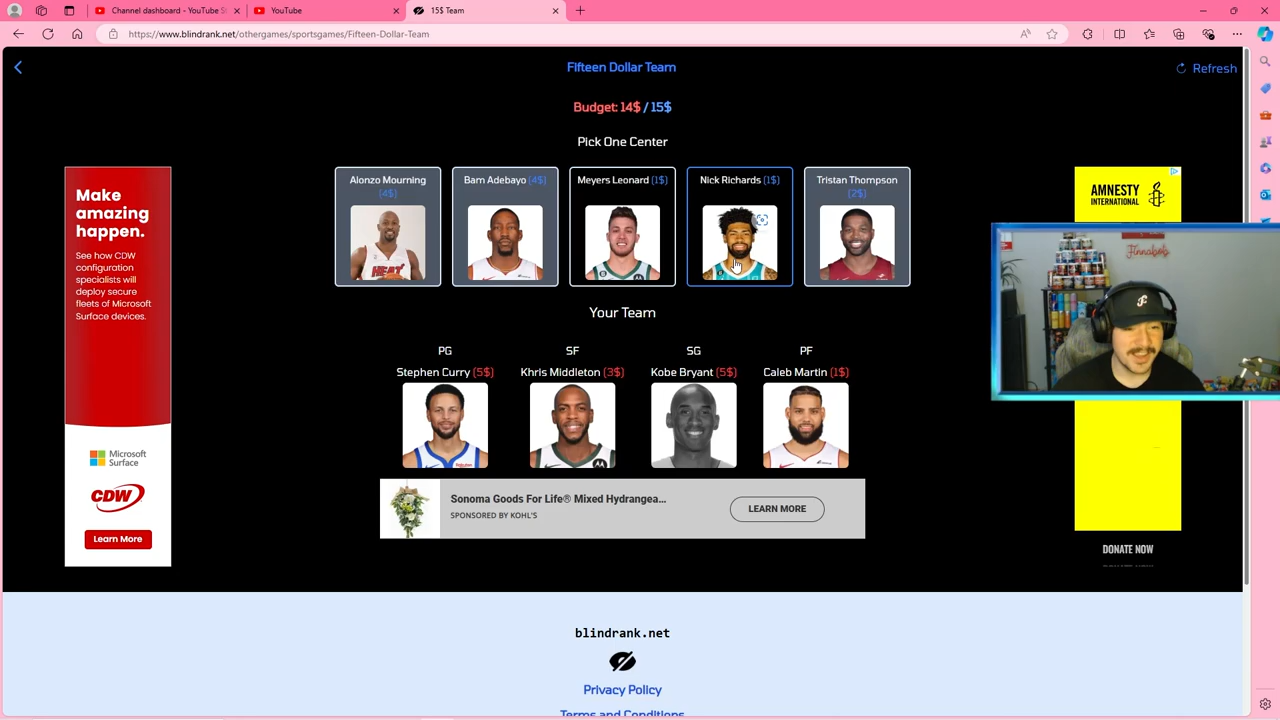 Channel dashboard - YouTube St
YouTube
15$ Team
https://www.blindrank.net/othergames/sportsgames/Fifteen-Dollar-Team
Fifteen Dollar Team
Refresh
Budget: 14$ / 15$
Pick One Center
Alonzo Mourning
(4$)
Bam Adebayo (4$)
Meyers Leonard (1$)
Nick Richards (1$)
Tristan Thompson
(2$)
HEAT
Your Team
PG
SF
SG
PF
Stephen Curry (5$)
Khris Middleton (3$)
Kobe Bryant (5$)
Caleb Martin (1$)
Make
amazing
happen.
See how CDW
configuration
specialists will
deploy secure
fleets of Microsoft
Surface devices.
Microsoft
Surface
CDW
Learn More
AMNESTY
INTERNATIONAL
Finnabob
DONATE NOW
Sonoma Goods For Life® Mixed Hydrangea...
SPONSORED BY KOHL'S
LEARN MORE
blindrank.net
Privacy Policy
Terms and Conditions